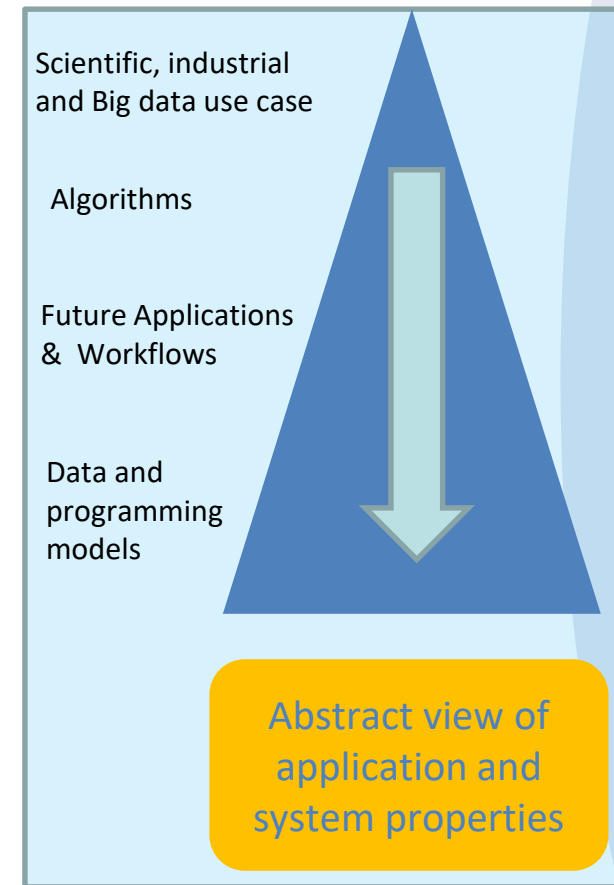 Scientific, industrial
and Big data use case
Algorithms
Future Applications
& Workflows
Data and
programming
models
Abstract view of
application and
system properties